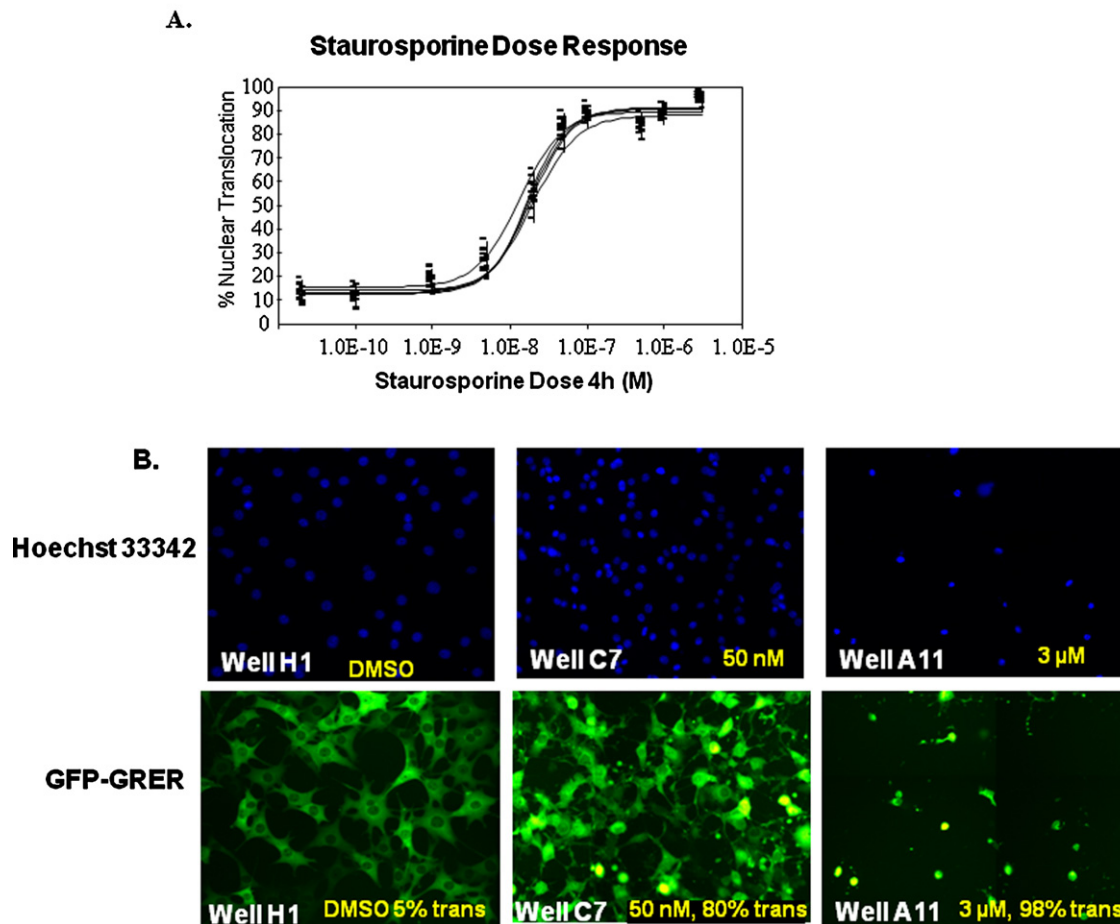 A.
Staurosporine Dose Response
% Nuclear Translocation
100
90
80
70
60
50
40
30
20
10
0
1.0E-10 1.0E-9 1.0E-8 1.0E-7 1.0E-6 1. 0E-5
Staurosporine Dose 4h (M)
B.
Hoechst 33342
Well H1 DMSO
Well C7 50 nM
Well A11 3 µM
GFP-GRER
Well H1 DMSO 5% trans
Well C7 50 nM, 80% trans
Well A11 3 µM, 98% trans